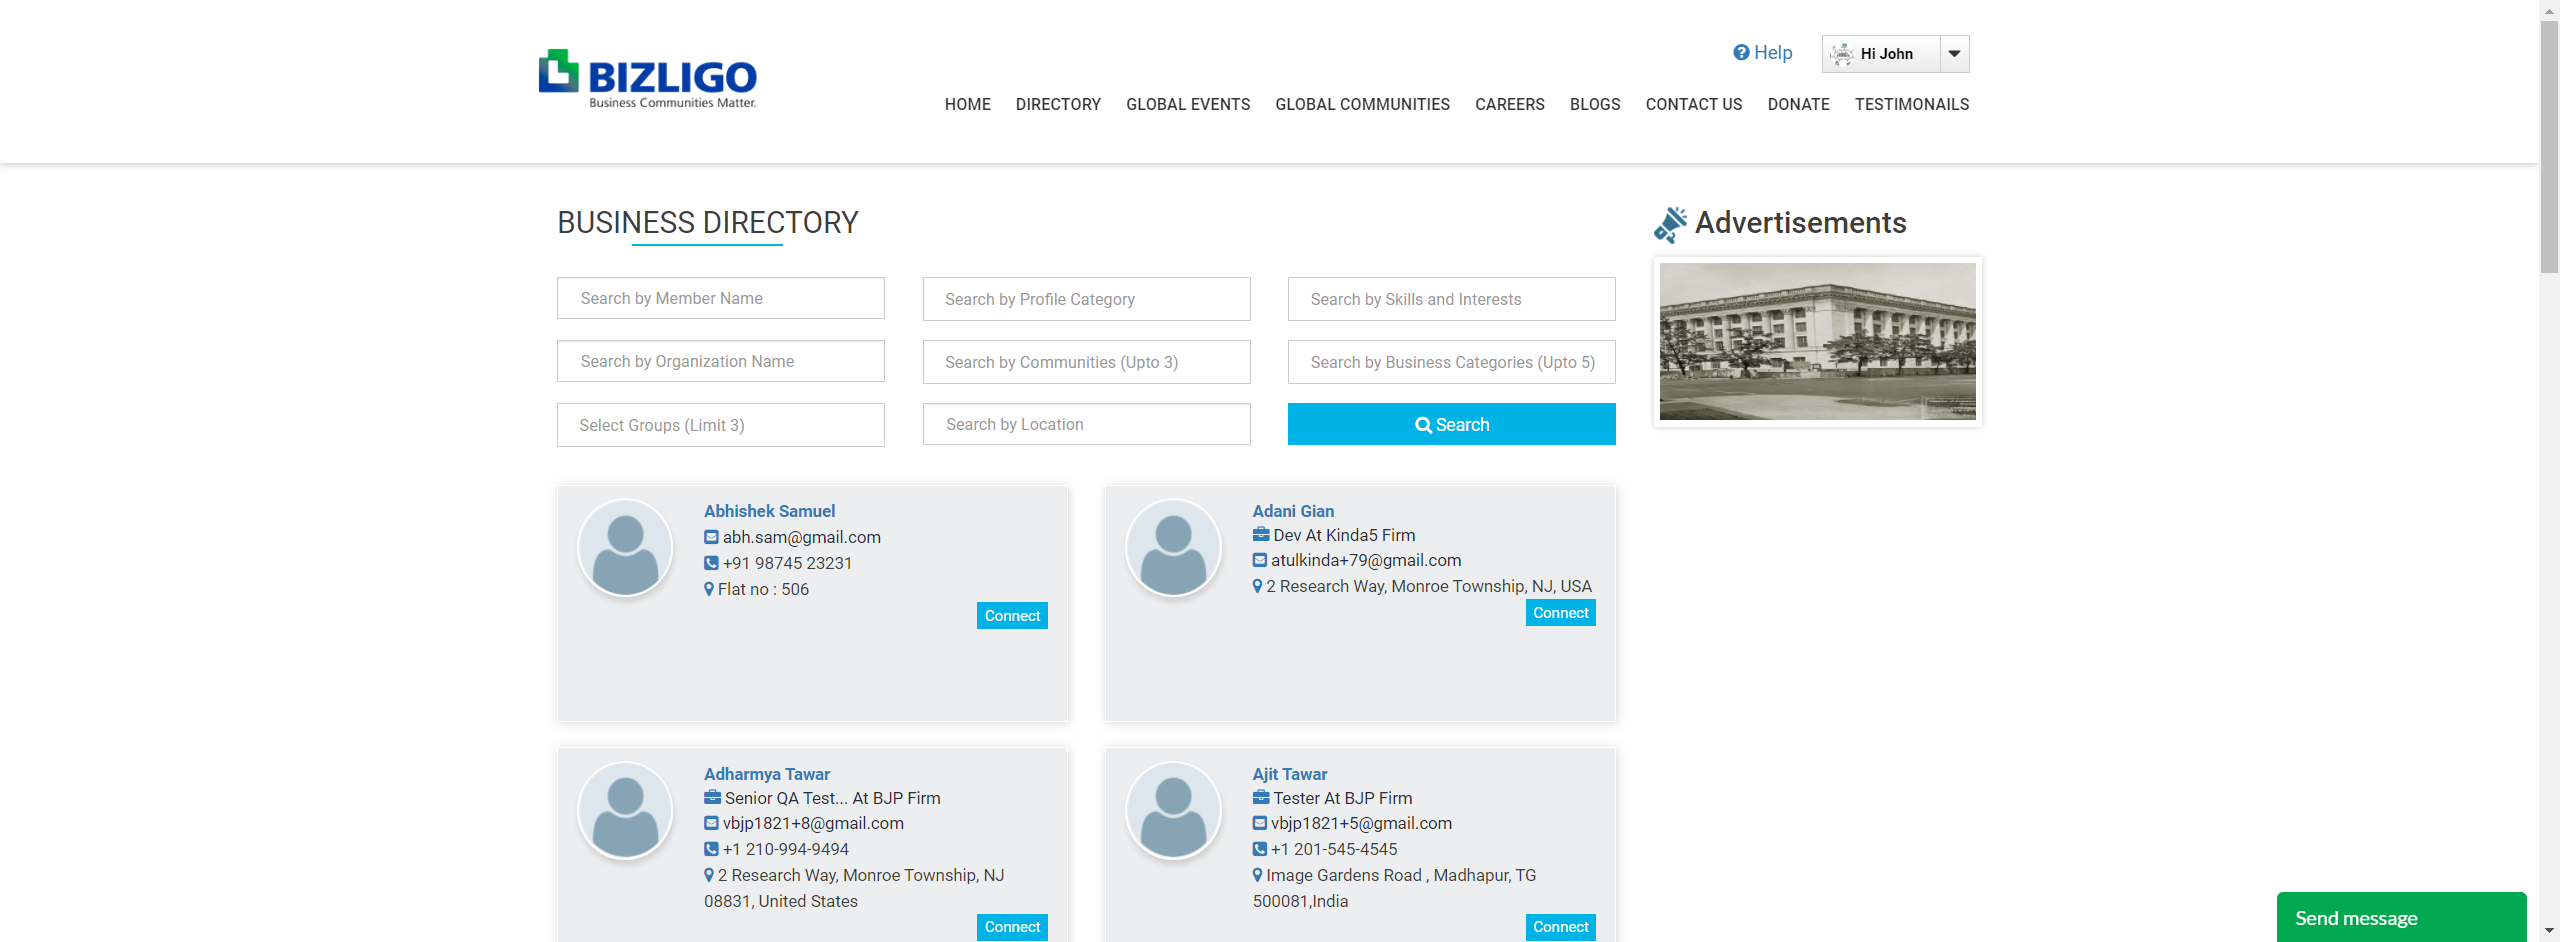 BIZLIGO
Business Communities Matter.
Help
Hi John
HOME DIRECTORY GLOBAL EVENTS GLOBAL COMMUNITIES CAREERS BLOGS CONTACT US DONATE TESTIMONAILS
BUSINESS DIRECTORY
Advertisements
Search by Member Name
Search by Profile Category
Search by Skills and Interests
Search by Organization Name
Search by Communities (Upto 3)
Search by Business Categories (Upto 5)
Select Groups (Limit 3)
Search by Location
Search
Abhishek Samuel
abh.sam@gmail.com
+91 98745 23231
Flat no : 506
Connect
Adani Gian
Dev At Kinda5 Firm
atulkinda+79@gmail.com
2 Research Way, Monroe Township, NJ, USA
Connect
Adharmya Tawar
Senior QA Test... At BJP Firm
vbjp1821+8@gmail.com
+1 210-994-9494
2 Research Way, Monroe Township, NJ
08831, United States
Connect
Ajit Tawar
Tester At BJP Firm
vbjp1821+5@gmail.com
+1 201-545-4545
Image Gardens Road , Madhapur, TG
500081,India
Connect
Send message